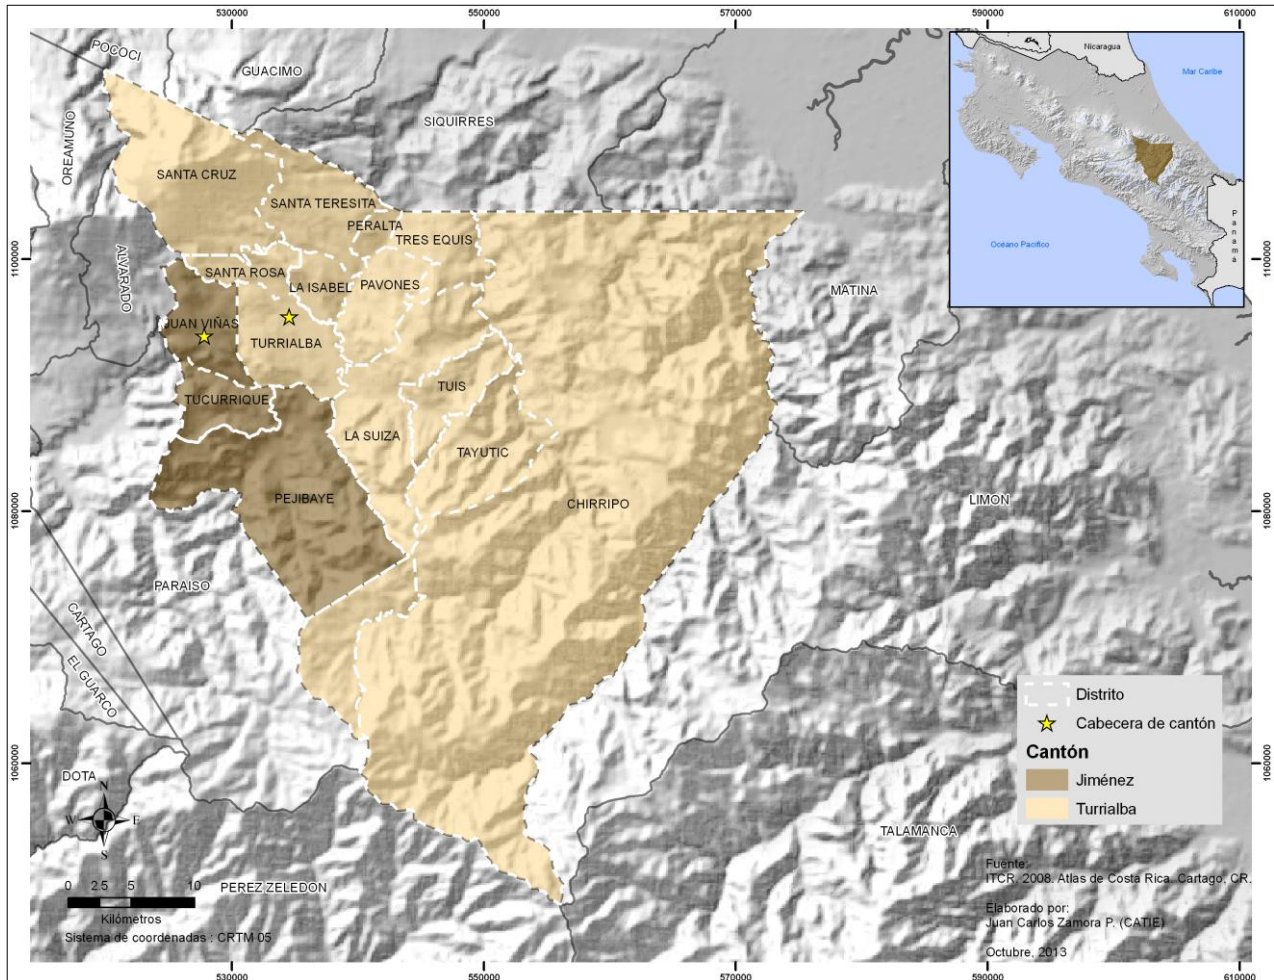 530000
550000
570000
590000
610000
POCOCI
GUACIMO
SIQUIRRES
OREAMUÑO
SANTA CRUZ
SANTA TERESITA
PERALTA
TRES EQUIS
ALVARADO
SANTA ROSA
LA ISABEL
PAVONES
MATINA
JUAN VIÑAS
TURRIALBA
TUCURRIQUE
TUIS
LA SUIZA
TAYUTIC
PEJIBAYE
CHIRRIPO
LIMON
PARAISO
CARTAGO
EL GUARCO
DOTA
TALAMANCA
PEREZ ZELEDON
1100000
1080000
1060000
1100000
1080000
1060000
Nicaragua
Mar Caribe
Océano Pacífico
Panamá
Distrito
Cabecera de cantón
Cantón
Jiménez
Turrialba
N
W E
S
0 2.5 5 10
Kilómetros
Sistema de coordenadas : CRTM 05
Fuente:
ITCR, 2008. Atlas de Costa Rica. Cartago, CR.
Elaborado por:
Juan Carlos Zamora P. (CATIE)
Octubre, 2013
530000
550000
570000
590000
610000